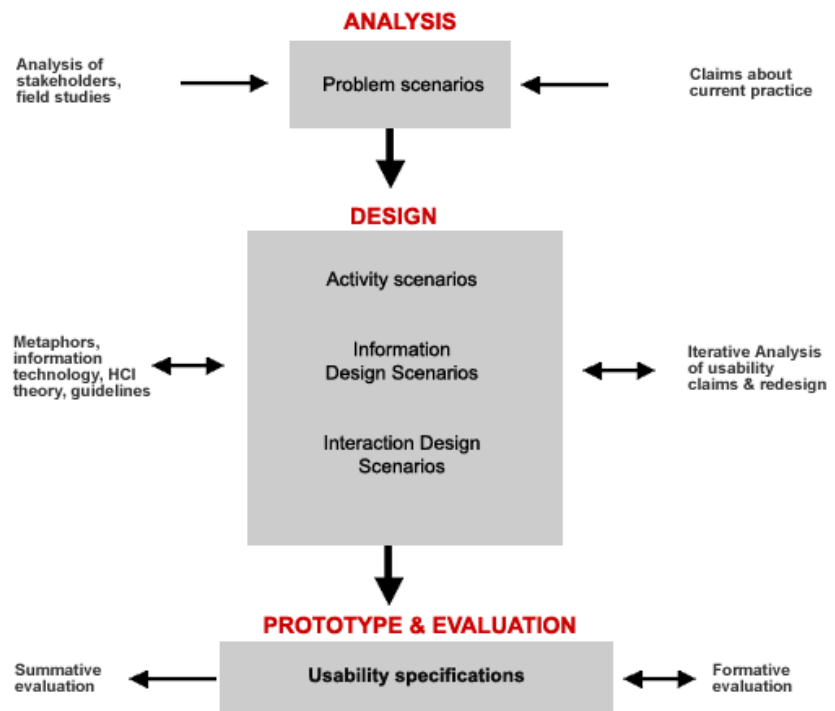 ANALYSIS
Analysis of
stakeholders,
field studies
Problem scenarios
Claims about
current practice
DESIGN
Activity scenarios
Metaphors,
information
technology, HCI
theory, guidelines
Information
Design Scenarios
Iterative Analysis
of usability
claims & redesign
Interaction Design
Scenarios
PROTOTYPE & EVALUATION
Summative
evaluation
Usability specifications
Formative
evaluation